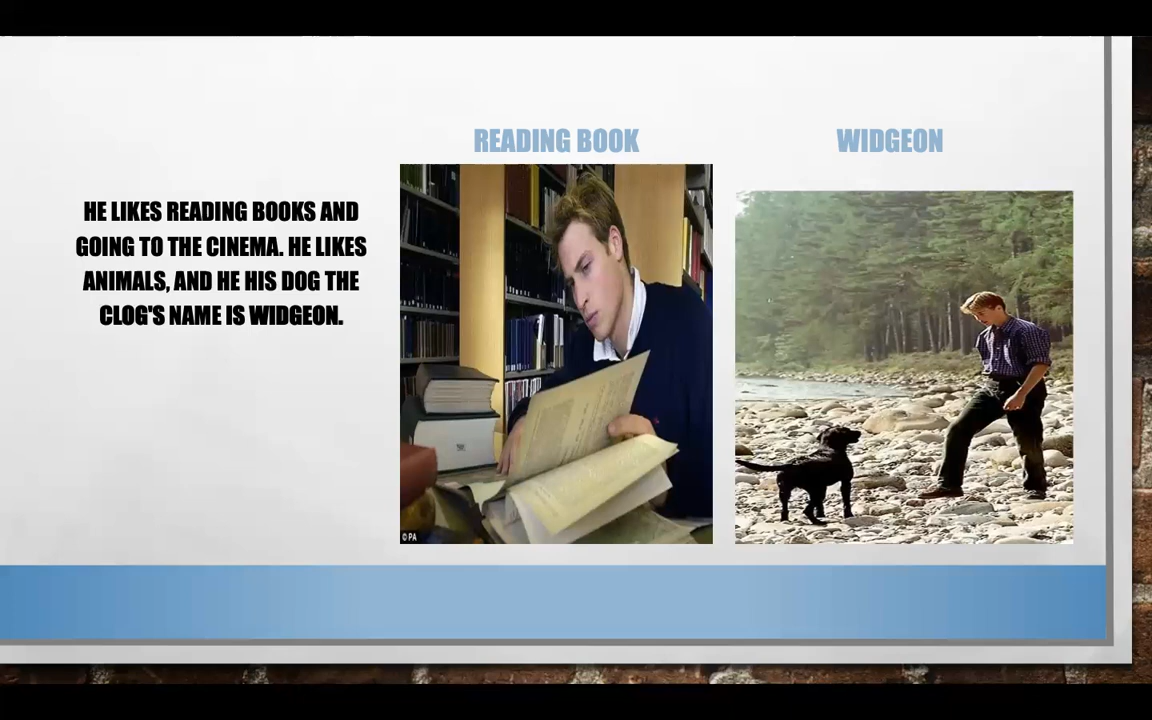 READING BOOK
WIDGEON
HE LIKES READING BOOKS AND
GOING TO THE CINEMA. HE LIKES
ANIMALS, AND HE HIS DOG THE
CLOG'S NAME IS WIDGEON.
© PA